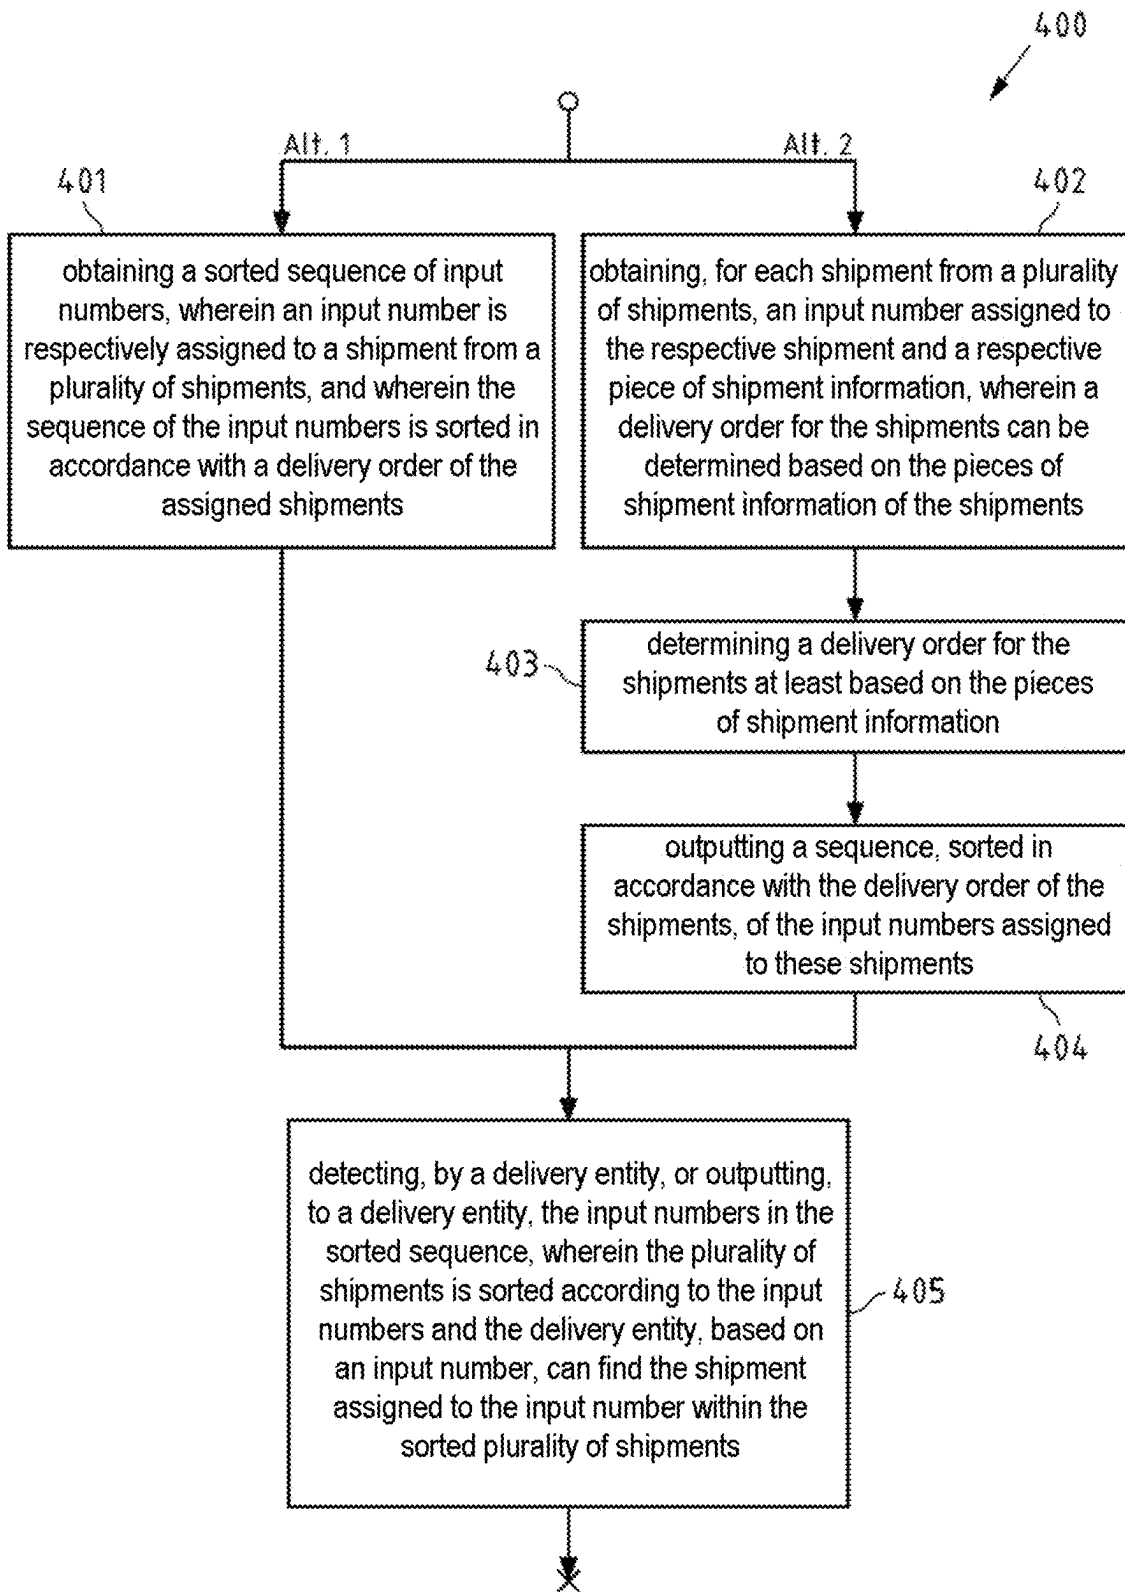 400
Alt. 1
Alt. 2
401
402
obtaining a sorted sequence of input
numbers, wherein an input number is
respectively assigned to a shipment from a
plurality of shipments, and wherein the
sequence of the input numbers is sorted in
accordance with a delivery order of the
assigned shipments
obtaining, for each shipment from a plurality
of shipments, an input number assigned to
the respective shipment and a respective
piece of shipment information, wherein a
delivery order for the shipments can be
determined based on the pieces of
shipment information of the shipments
403
determining a delivery order for the
shipments at least based on the pieces
of shipment information
outputting a sequence, sorted in
accordance with the delivery order of the
shipments, of the input numbers assigned
to these shipments
404
detecting, by a delivery entity, or outputting,
to a delivery entity, the input numbers in the
sorted sequence, wherein the plurality of
shipments is sorted according to the input
numbers and the delivery entity, based on
an input number, can find the shipment
assigned to the input number within the
sorted plurality of shipments
405